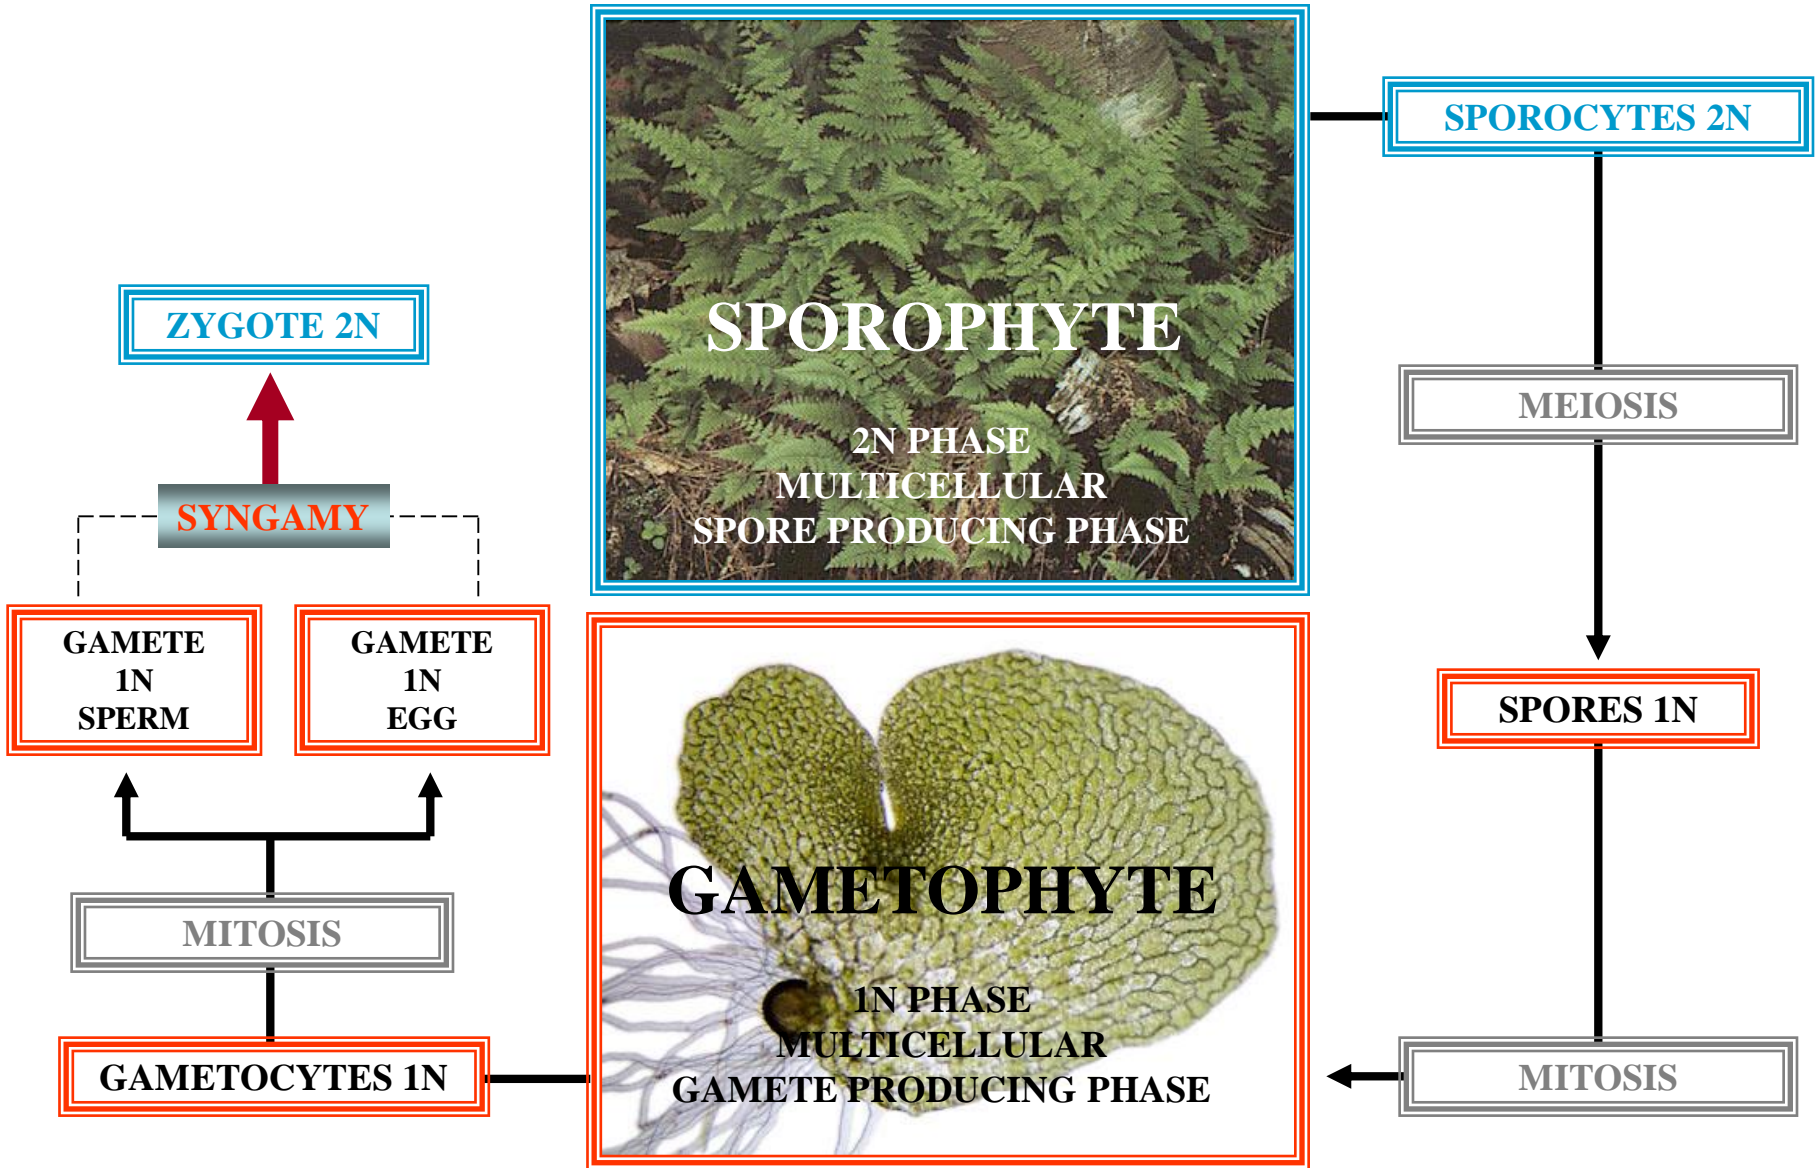 SPOROPHYTE
2N PHASE
MULTICELLULAR
SPORE PRODUCING PHASE
SPOROCYTES 2N
MEIOSIS
SPORES 1N
MITOSIS
GAMETOPHYTE
1N PHASE
MULTICELLULAR
GAMETE PRODUCING PHASE
GAMETOCYTES 1N
MITOSIS
GAMETE
1N
SPERM
GAMETE
1N
EGG
SYNGAMY
ZYGOTE 2N